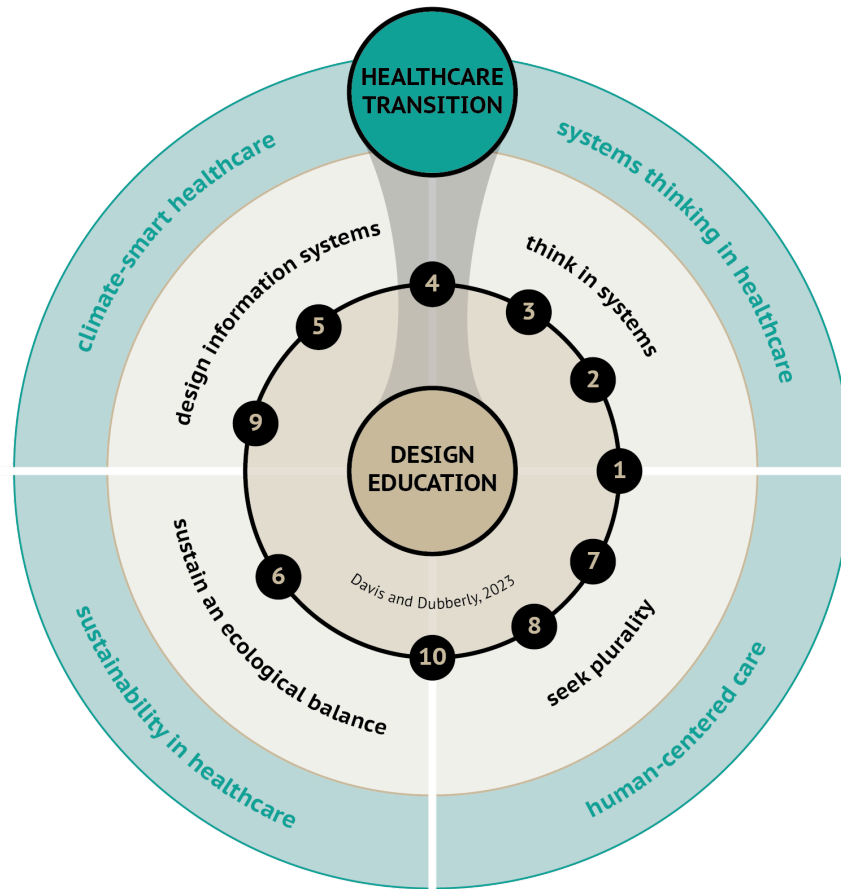 HEALTHCARE
TRANSITION
climate-smart healthcare
systems thinking in healthcare
design information systems
think in systems
4
3
5
2
9
1
DESIGN
EDUCATION
7
6
Davis and Dubberly, 2023
8
10
sustain an ecological balance
seek plurality
sustainability in healthcare
human-centered care